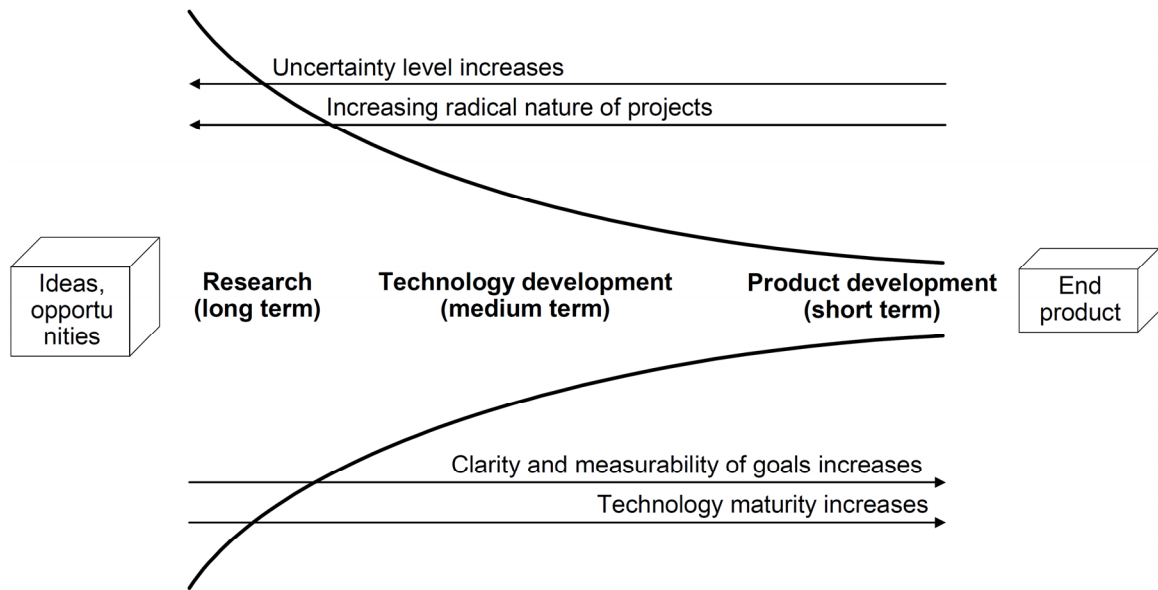 Uncertainty level increases
Increasing radical nature of projects
Ideas,
opportu
nities
Research
(long term)
Technology development
(medium term)
Product development
(short term)
End
product
Clarity and measurability of goals increases
Technology maturity increases